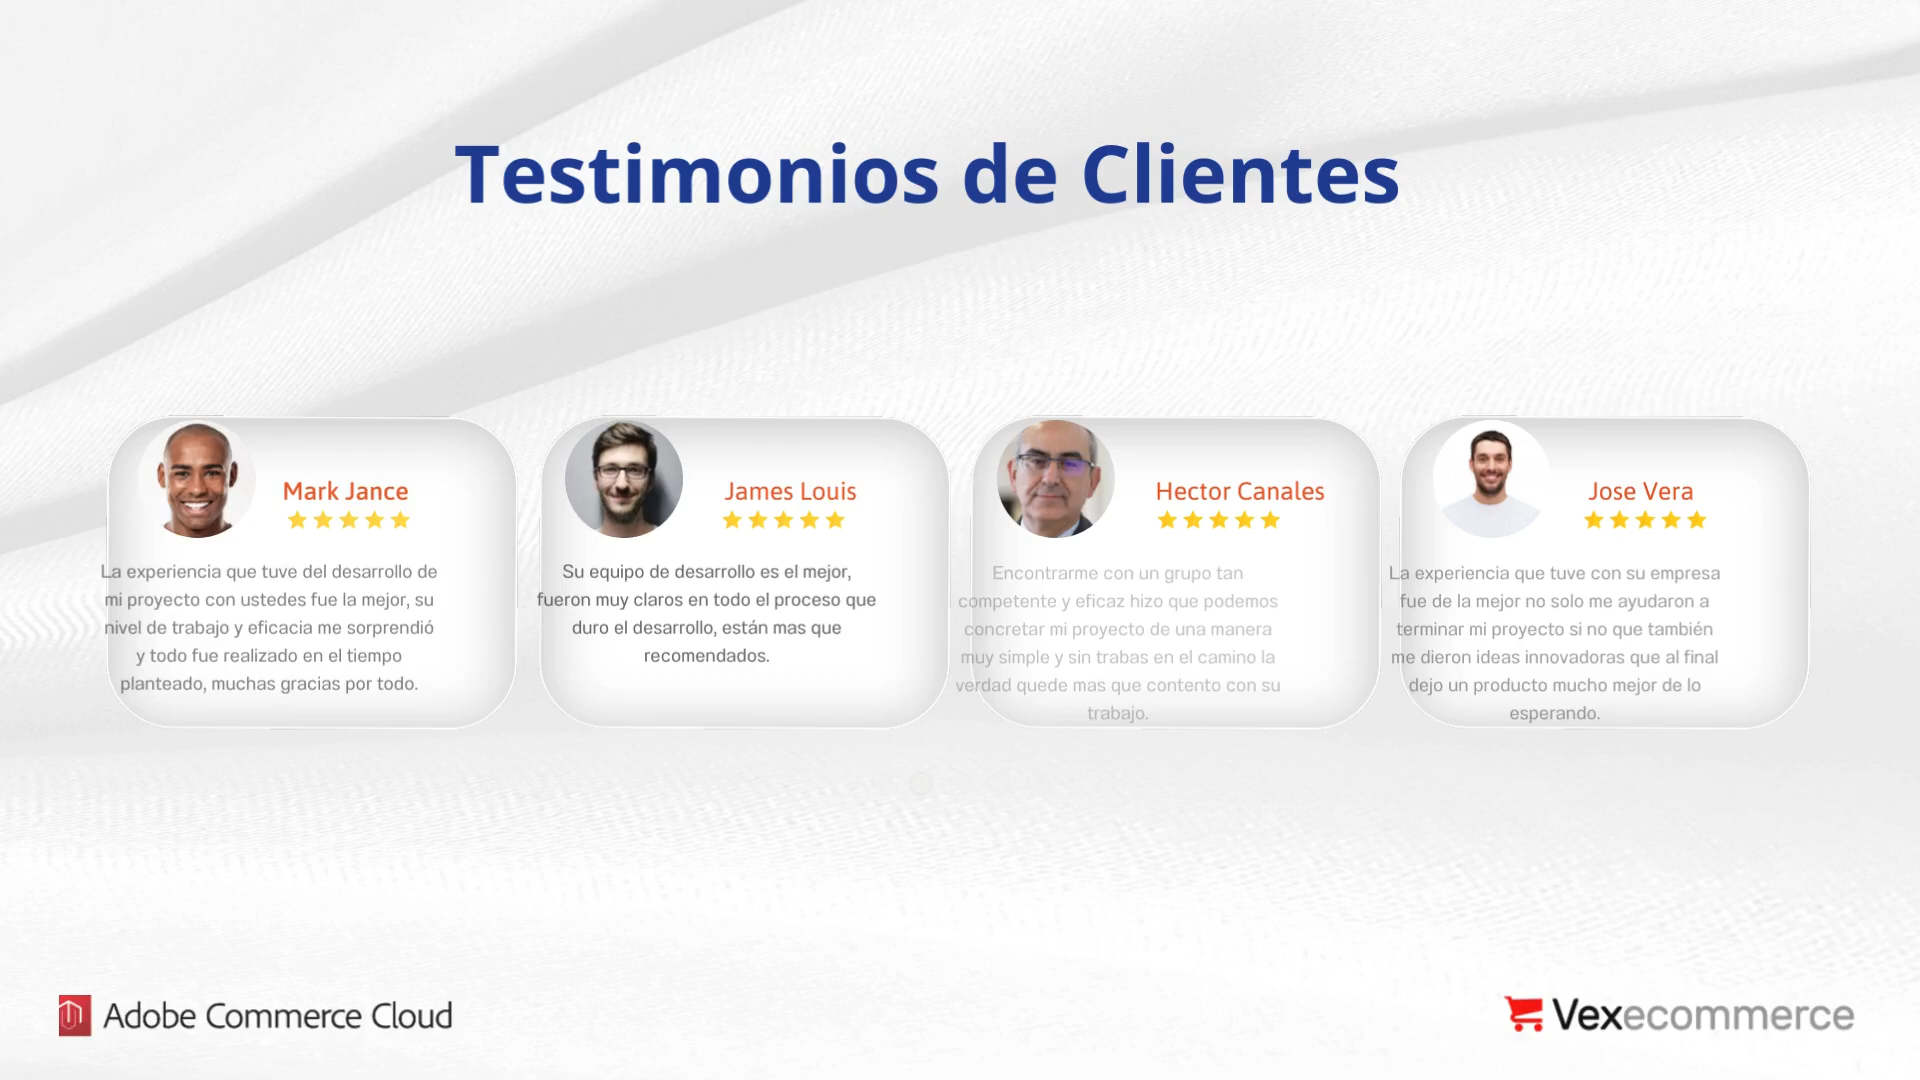 Testimonios de Clientes
Mark Jance
La experiencia que tuve del desarrollo de
mi proyecto con ustedes fue la mejor, su
nivel de trabajo y eficacia me sorprendió
y todo fue realizado en el tiempo
planteado, muchas gracias por todo.
James Louis
Su equipo de desarrollo es el mejor,
fueron muy claros en todo el proceso que
duro el desarrollo, están mas que
recomendados.
Hector Canales
Encontrarme con un grupo tan
competente y eficaz hizo que podemos
concretar mi proyecto de una manera
muy simple y sin trabas en el camino la
verdad quede mas que contento con su
trabajo.
Jose Vera
La experiencia que tuve con su empresa
fue de la mejor no solo me ayudaron a
terminar mi proyecto si no que también
me dieron ideas innovadoras que al final
dejo un producto mucho mejor de lo
esperando.
Adobe Commerce Cloud
Vexecommerce